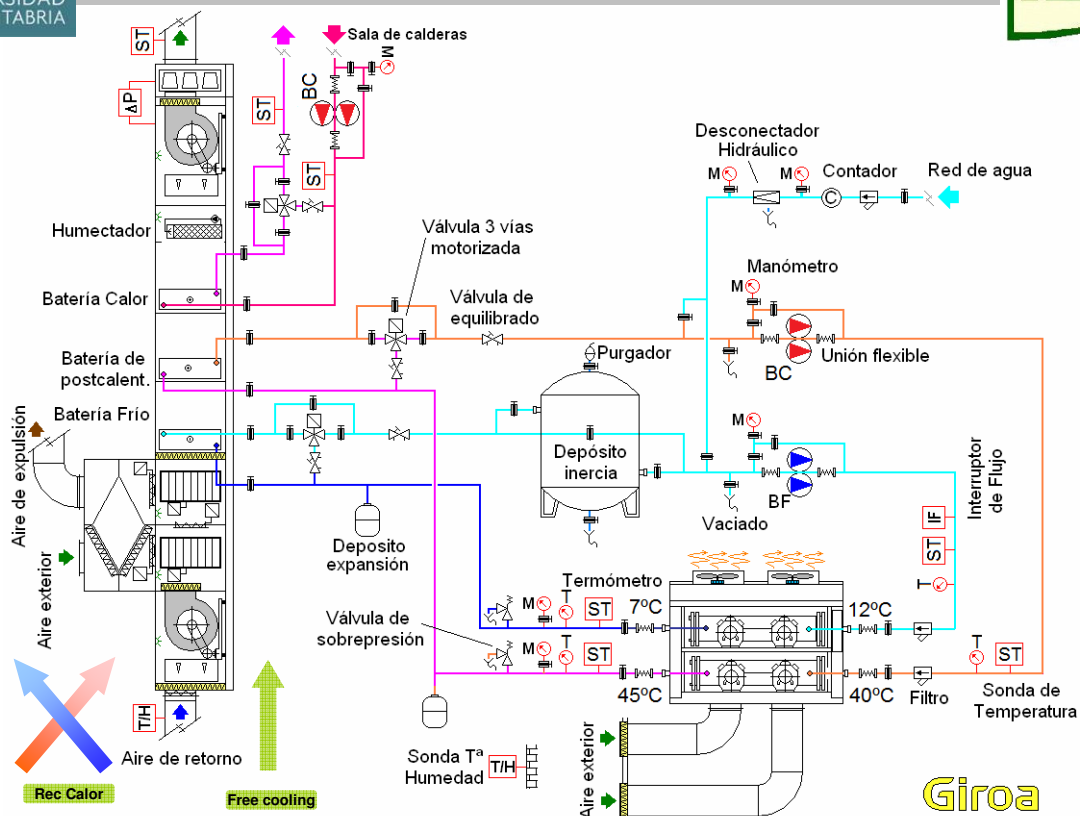 TABRIA
ST
Sala de calderas
M
BC
ΔP
ST
ST
Desconectador
Hidráulico
M
M
Contador
Red de agua
C
Humectador
Válvula 3 vías
motorizada
Manómetro
M
Batería Calor
Válvula de
equilibrado
Batería de
postcalent.
Purgador
Unión flexible
BC
Batería Frío
M
Aire de expulsión
Depósito
inercia
BF
Interruptor
de Flujo
Vaciado
IF
ST
T
Deposito
expansión
Aire exterior
Termómetro
M
T
ST
7ºC
12ºC
Válvula de
sobrepresión
M
T
ST
45ºC
40ºC
T
ST
Filtro
Sonda de
Temperatura
T/H
Aire de retorno
Sonda Tª
Humedad
T/H
Aire exterior
Rec Calor
Free cooling
Giroa